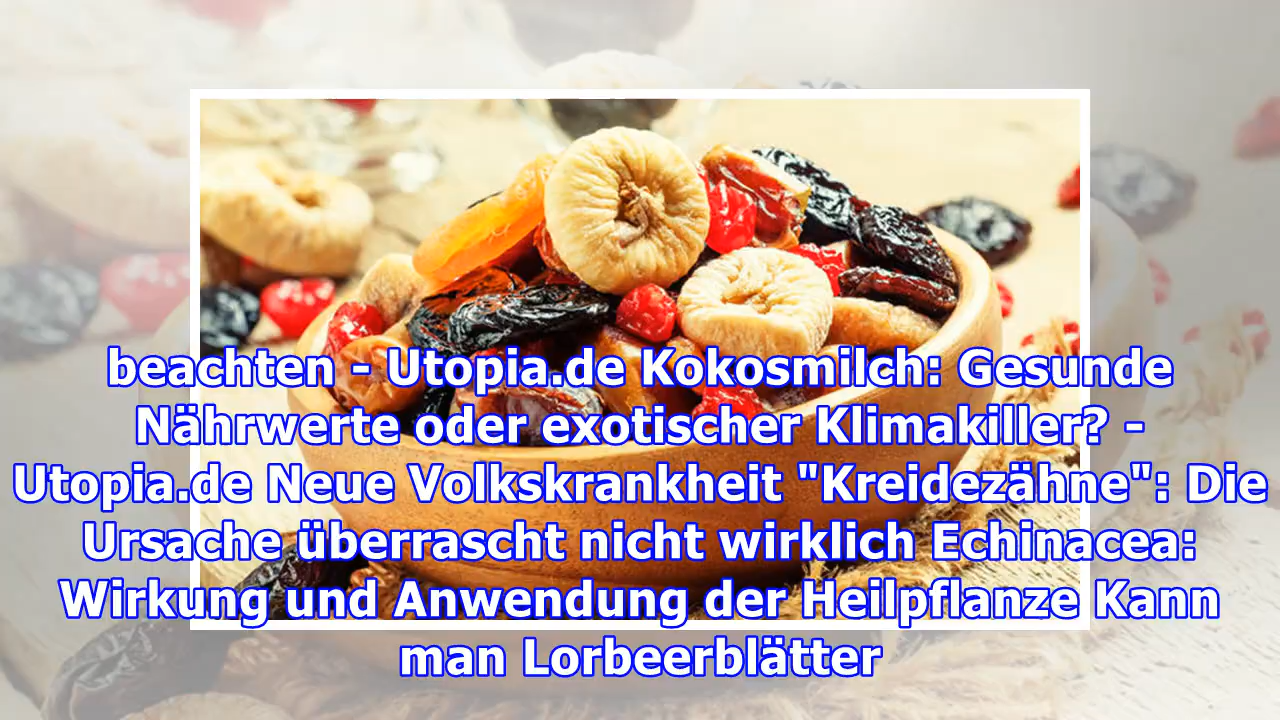 beachten - Utopia.de Kokosmilch: Gesunde
Nährwerte oder exotischer Klimakiller? -
Utopia.de Neue Volkskrankheit "Kreidezähne": Die
Ursache überrascht nicht wirklich Echinacea:
Wirkung und Anwendung der Heilpflanze Kann
man Lorbeerblätter